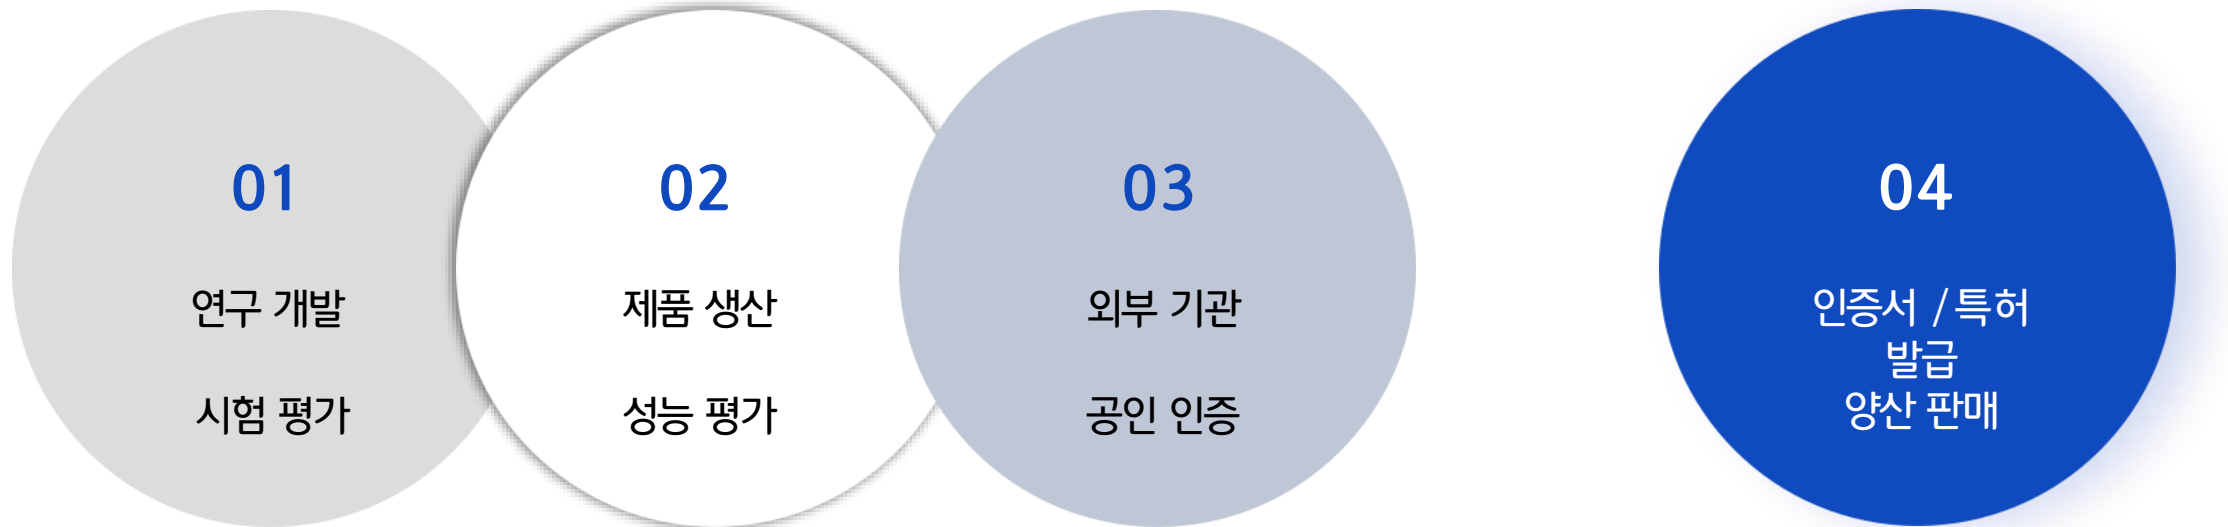 01
연구 개발
시험 평가
02
제품 생산
성능 평가
03
외부 기관
공인 인증
04
인증서 / 특허
발급
양산 판매